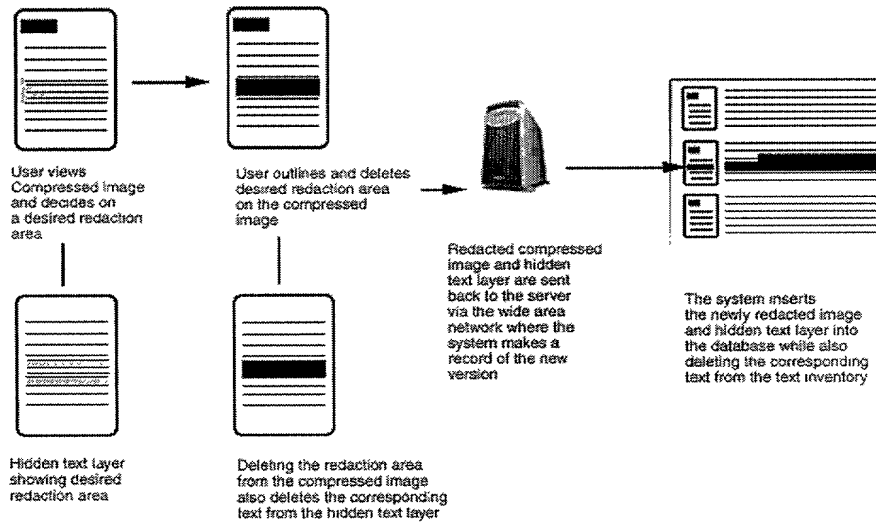 User views
Compressed image
and decides on
a desired redaction
area
User outlines and deletes
desired redaction area
on the compressed
image
Redacted compressed
image and hidden
text layer are sent
back to the server
via the wide area
network where the
system makes a
record of the new
version
The system inserts
the newly redacted image
and hidden text layer into
the database while also
deleting the corresponding
text from the text inventory
Hidden text layer
showing desired
redaction area
Deleting the redaction area
from the compressed image
also deletes the corresponding
text from the hidden text layer